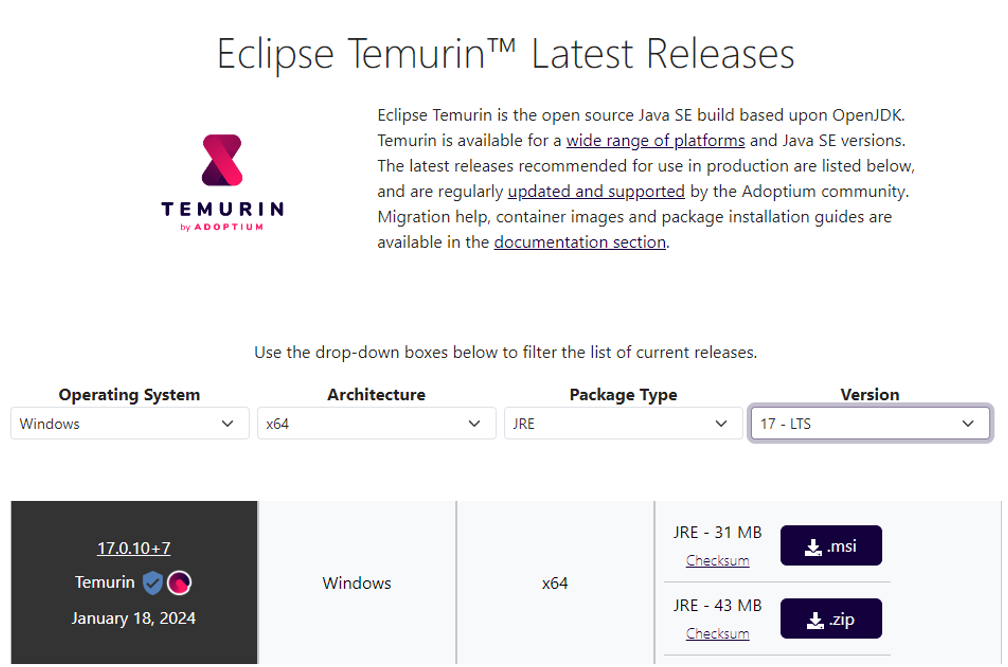 Eclipse Temurin™ Latest Releases
Eclipse Temurin is the open source Java SE build based upon OpenJDK.
Temurin is available for a wide range of platforms and Java SE versions.
The latest releases recommended for use in production are listed below,
and are regularly updated and supported by the Adoptium community.
Migration help, container images and package installation guides are
available in the documentation section.
TEMURIN
by ADOPTIUM
Use the drop-down boxes below to filter the list of current releases.
Operating System Architecture Package Type Version
Windows x64 JRE 17 - LTS
17.0.10+7
Temurin
January 18, 2024
Windows
x64
JRE - 31 MB
Checksum
.msi
JRE - 43 MB
Checksum
.zip